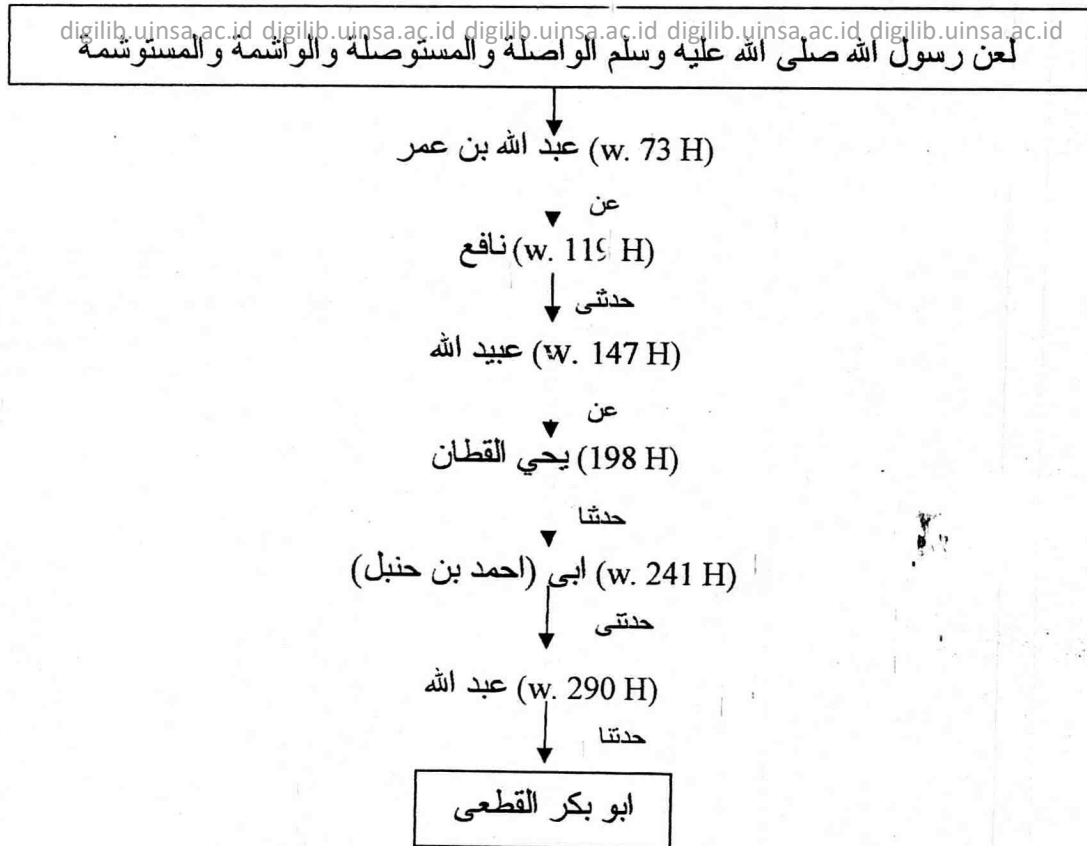 digilib.uinsa.ac.id digilib.uinsa.ac.id digilib.uinsa.ac.id digilib.uinsa.ac.id digilib.uinsa.ac.id
لعن رسول الله صلى الله عليه وسلم الواصلة والمستوصلة والواشمة والمستوشمة
(w. 73 H) عبد الله بن عمر
عن
(w. 119 H) نافع
حدثنى
(w. 147 H) عبيد الله
عن
(198 H) يحي القطان
حدثنا
(w. 241 H) ابى (احمد بن حنبل)
حدثنى
(w. 290 H) عبد الله
حدثنا
ابو بكر القطعى